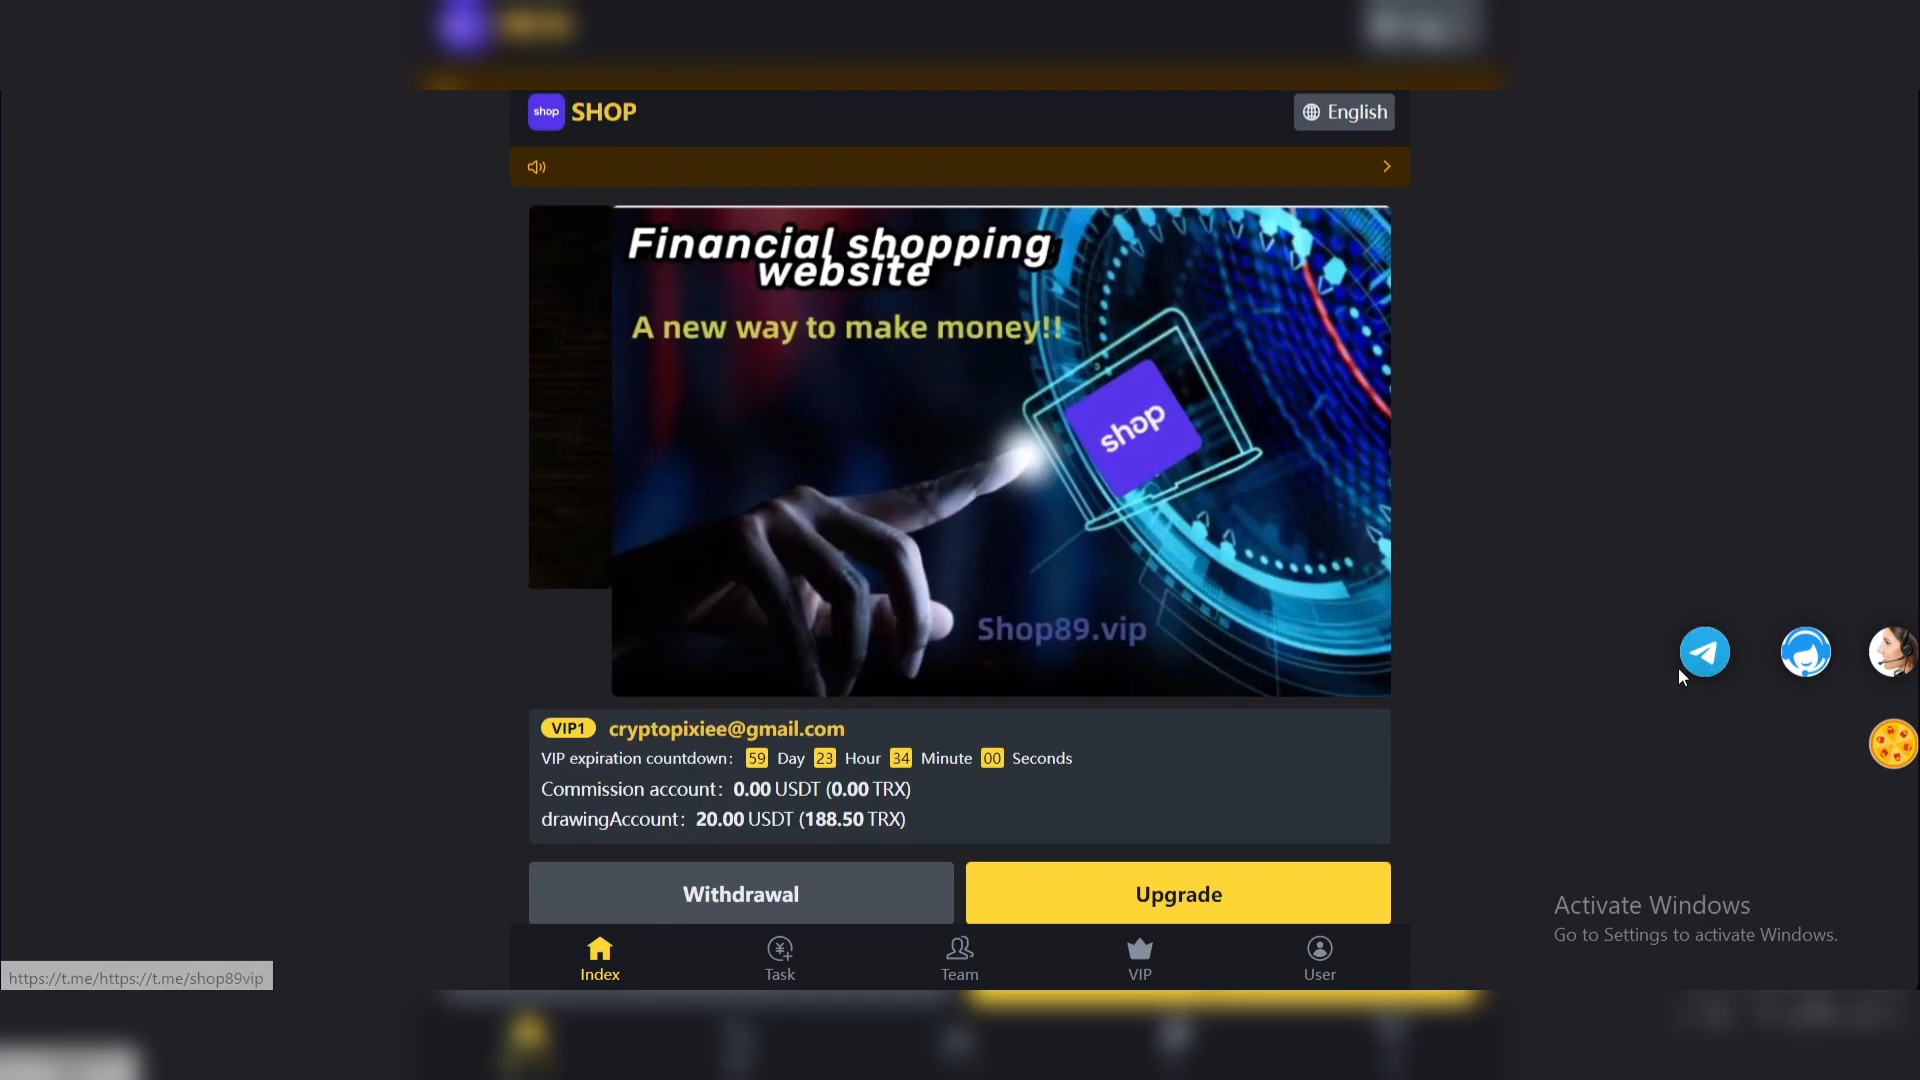 shop SHOP
English
Financial shopping
website
A new way to make money!!
shop
Shop89.vip
VIP1 cryptopixiee@gmail.com
VIP expiration countdown: 59 Day 23 Hour 34 Minute 00 Seconds
Commission account: 0.00 USDT (0.00 TRX)
drawingAccount: 20.00 USDT (188.50 TRX)
Withdrawal
Upgrade
Activate Windows
Go to Settings to activate Windows.
Index
Task
Team
VIP
User
https://t.me/https://t.me/shop89vip